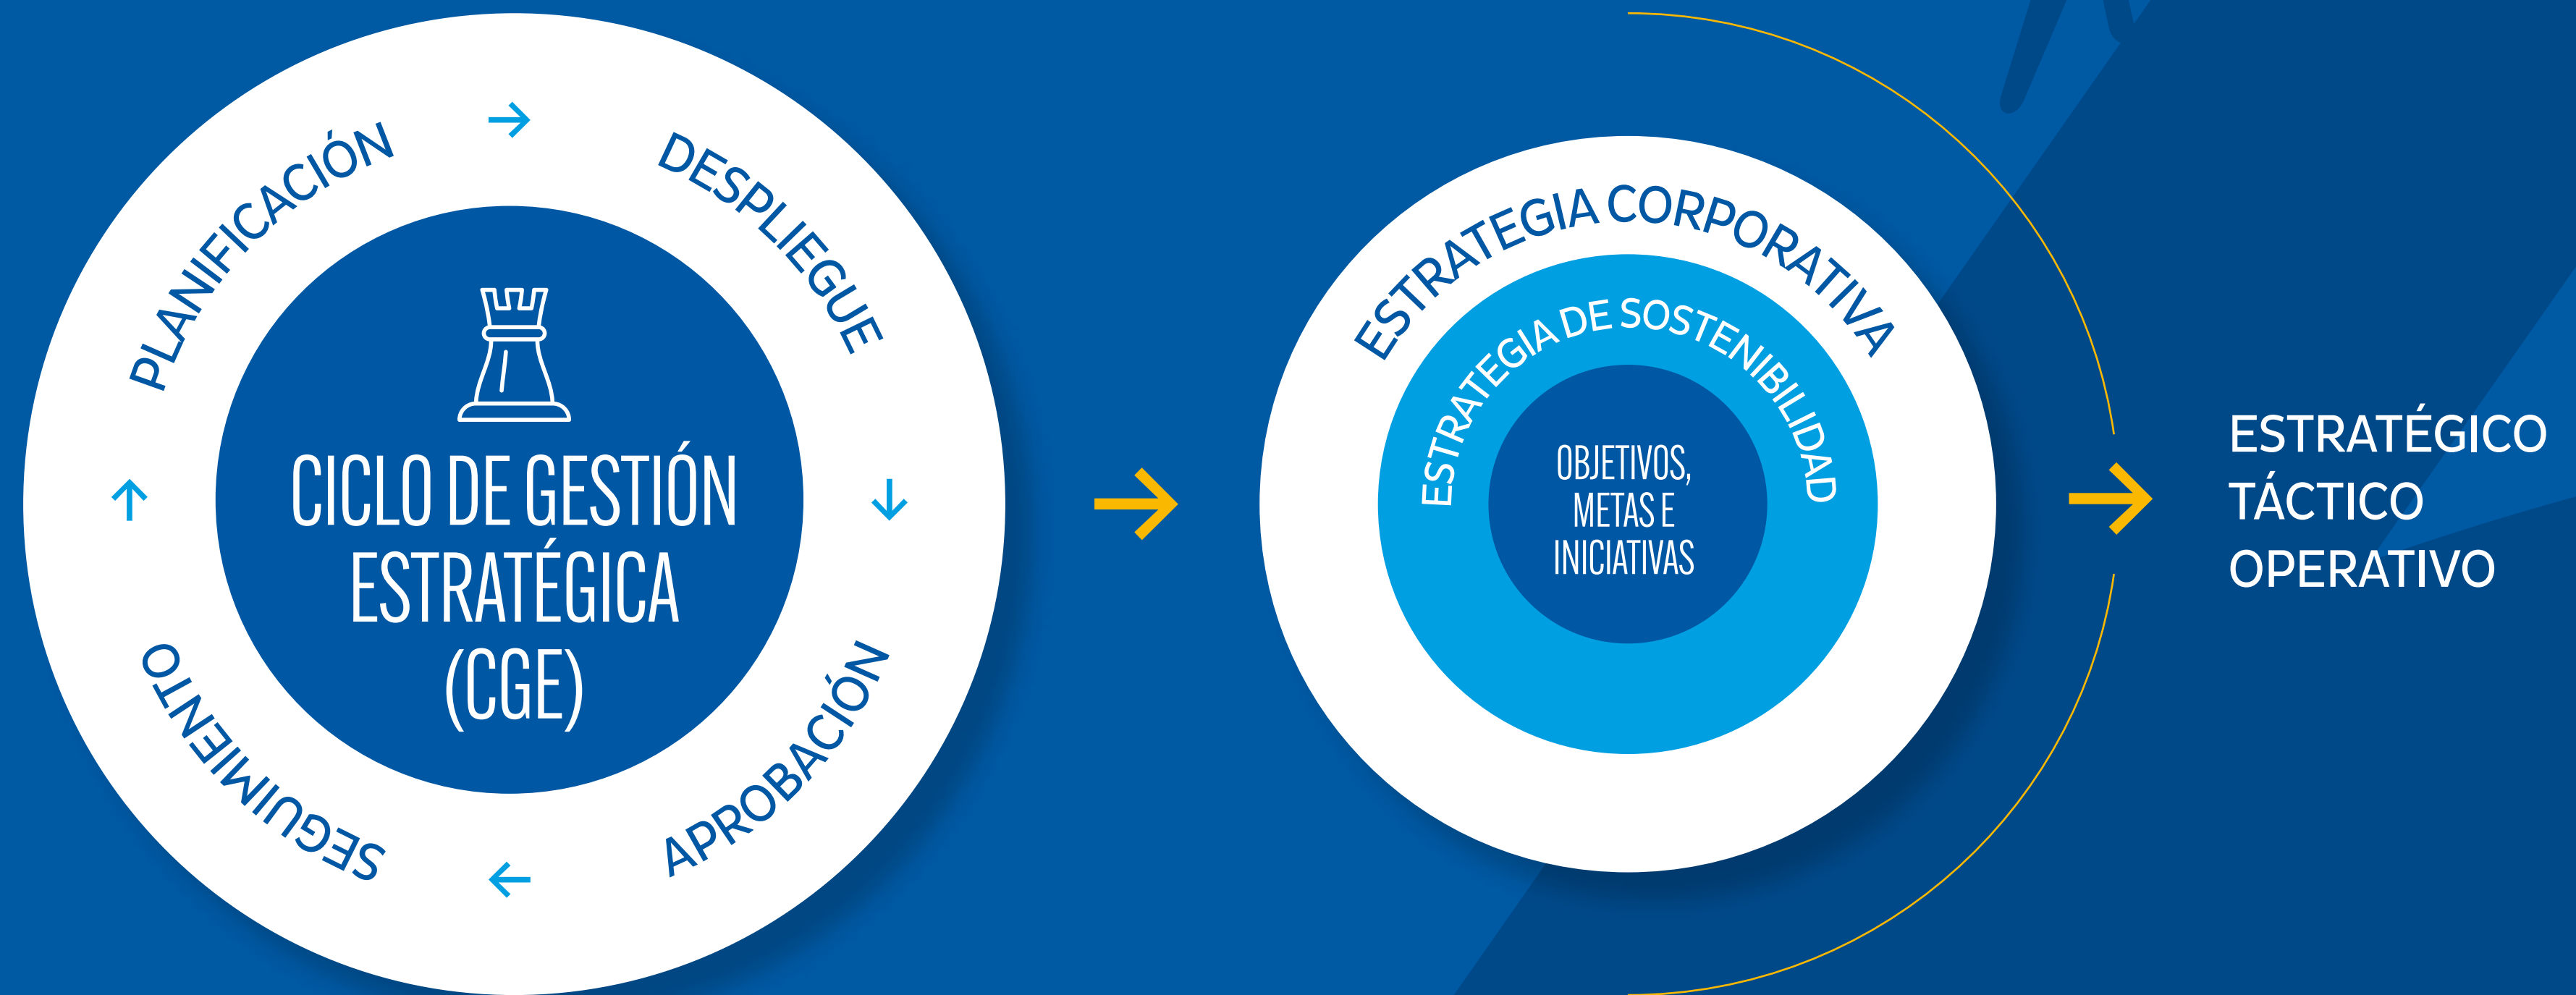 PLANIFICACIÓN
DESPLIEGUE
APROBACIÓN
SEGUIMIENTO
CICLO DE GESTIÓN
ESTRATÉGICA
(CGE)
ESTRATEGIA CORPORATIVA
ESTRATEGIA DE SOSTENIBILIDAD
OBJETIVOS,
METAS E
INICIATIVAS
ESTRATÉGICO
TÁCTICO
OPERATIVO